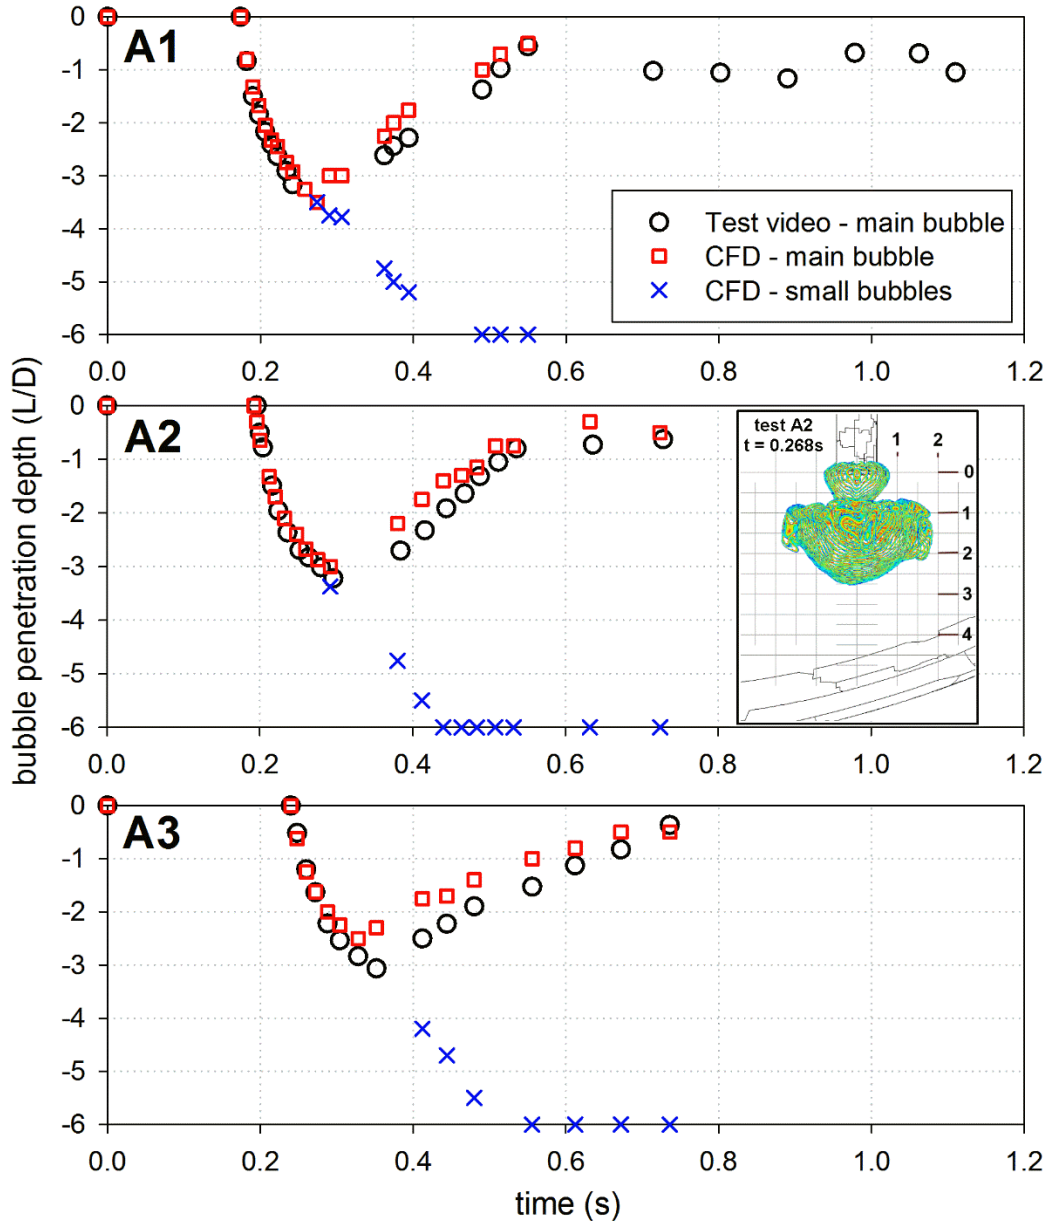 0
-1
-2
-3
-4
-5
-6
A1
Test video - main bubble
CFD - main bubble
CFD - small bubbles
0.0 0.2 0.4 0.6 0.8 1.0 1.2
bubble penetration depth (L/D)
0
-1
-2
-3
-4
-5
-6
A2
test A2
t = 0.268s
1 2
0
1
2
3
4
0.0 0.2 0.4 0.6 0.8 1.0 1.2
0
-1
-2
-3
-4
-5
-6
A3
0.0 0.2 0.4 0.6 0.8 1.0 1.2
time (s)